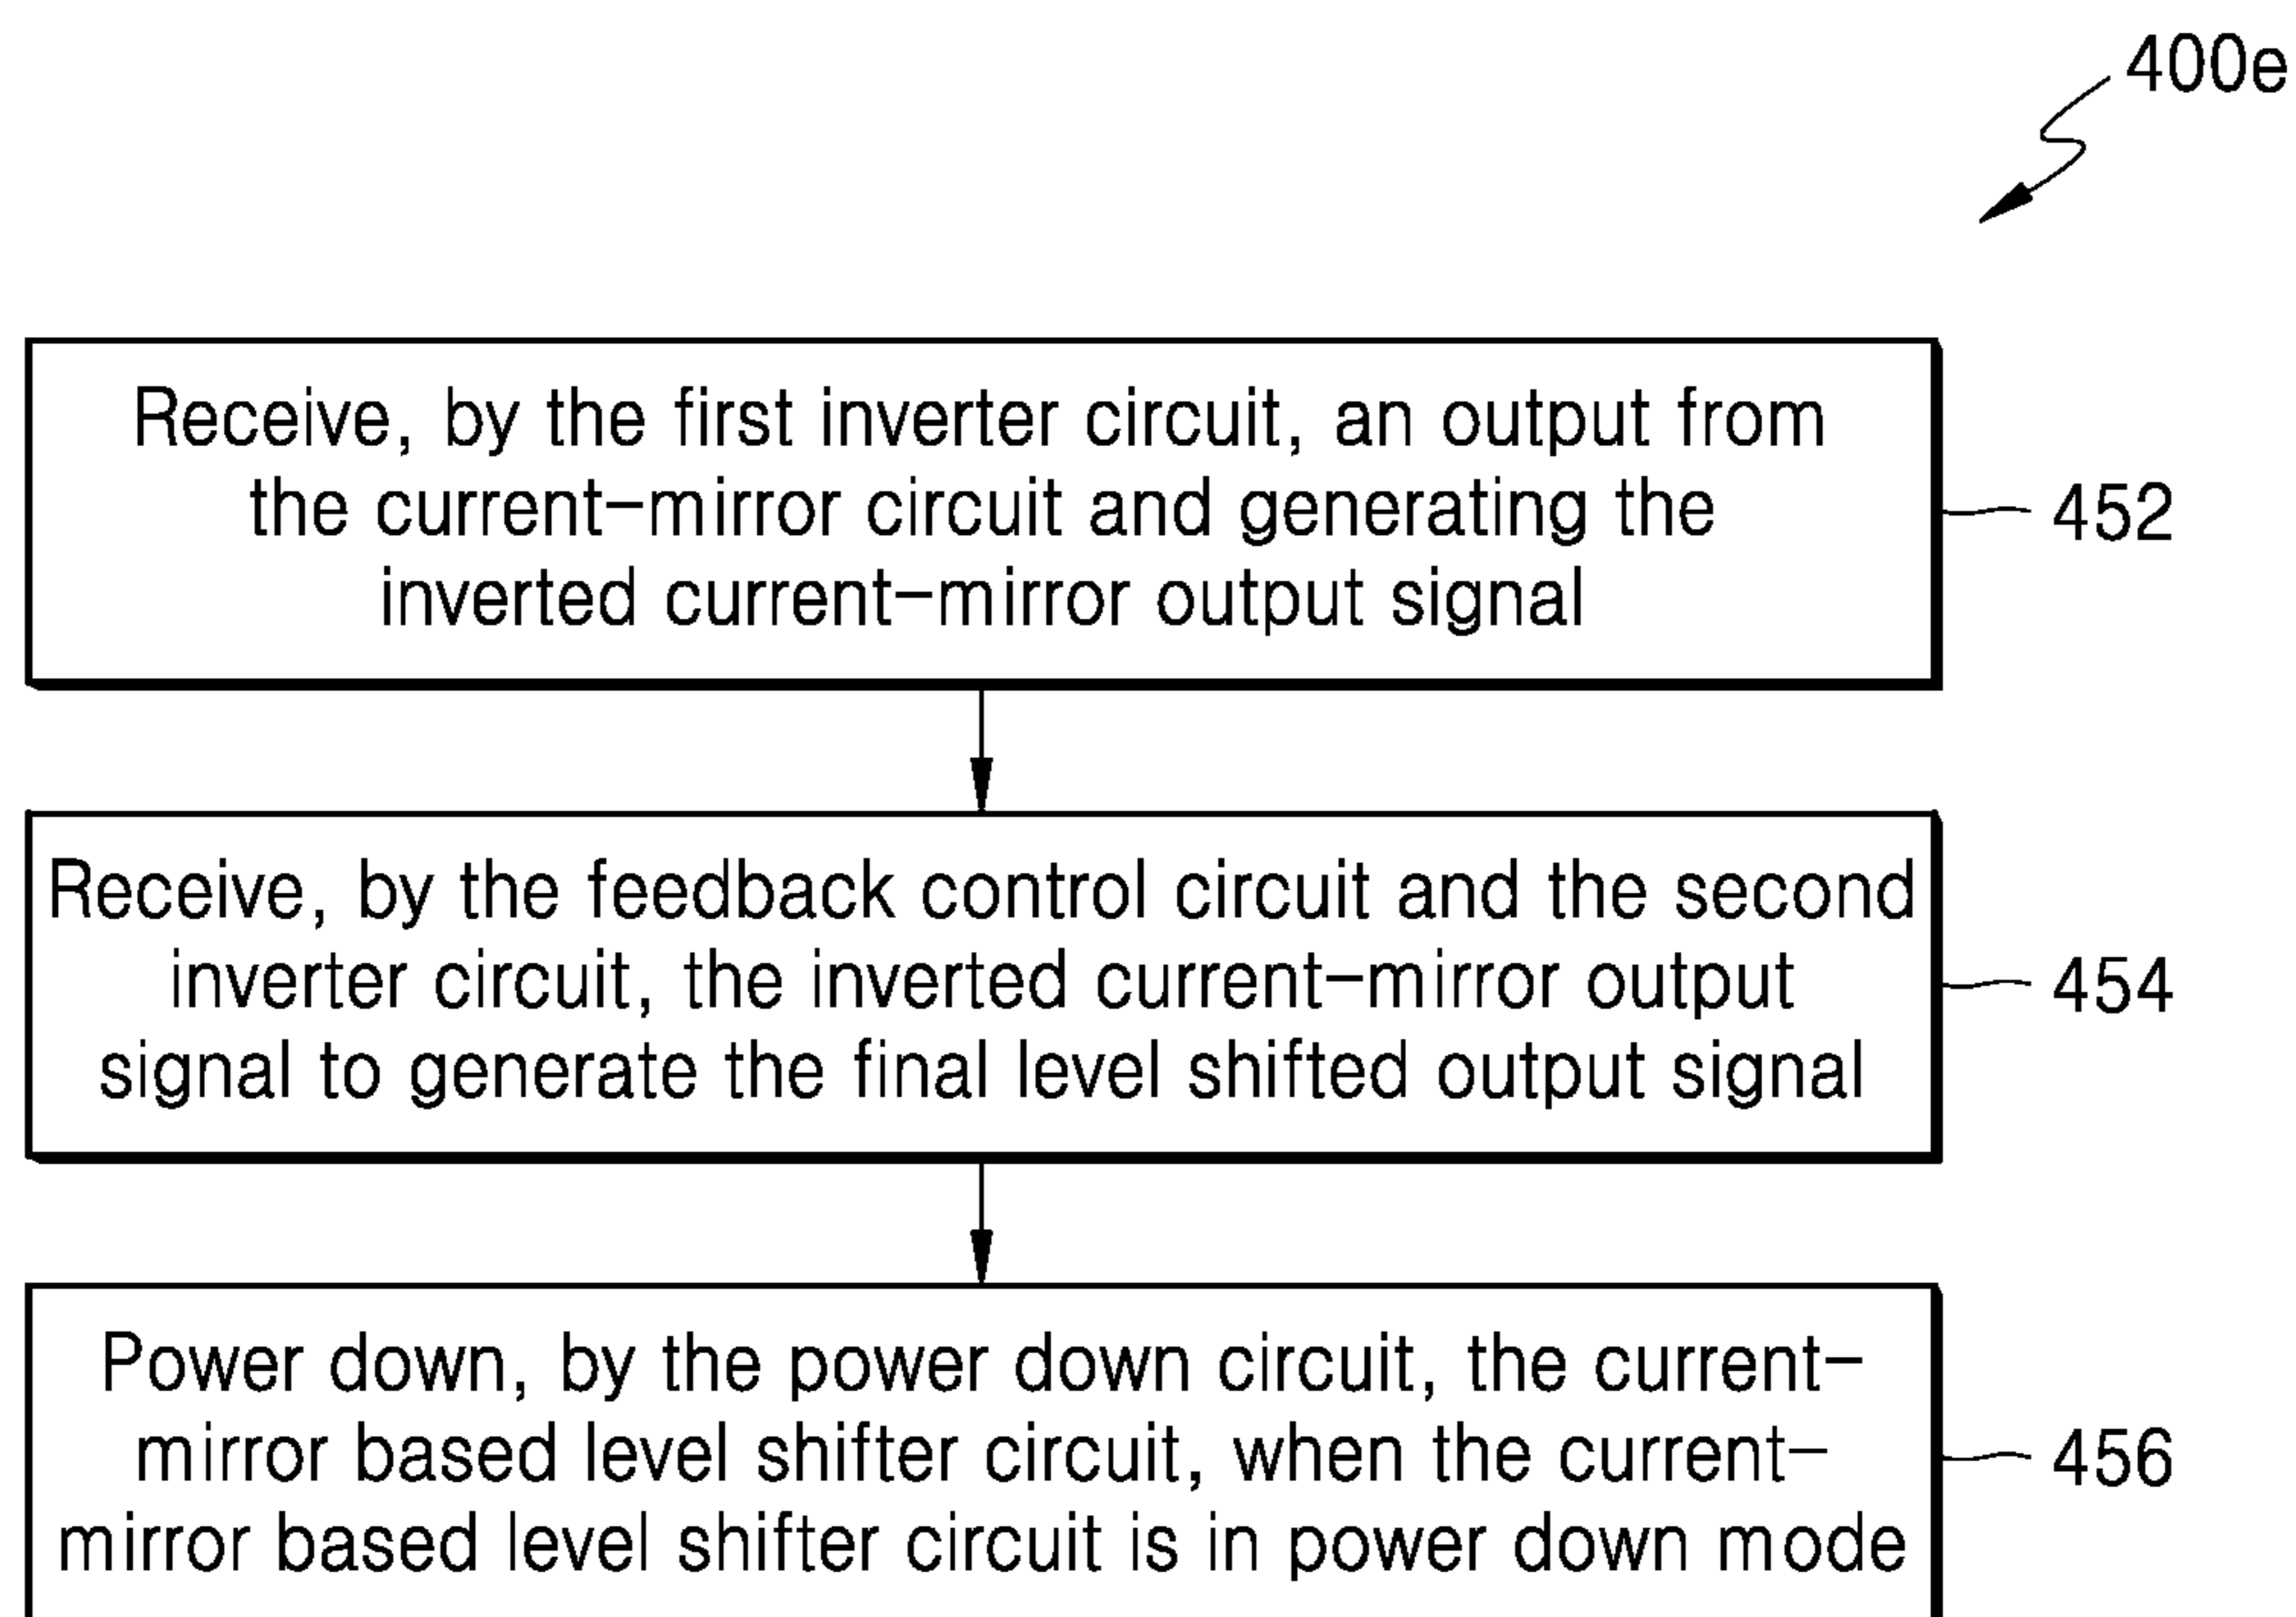 400e
Receive, by the first inverter circuit, an output from
the current-mirror circuit and generating the
inverted current-mirror output signal
452
Receive, by the feedback control circuit and the second
inverter circuit, the inverted current-mirror output
signal to generate the final level shifted output signal
454
Power down, by the power down circuit, the current-
mirror based level shifter circuit, when the current-
mirror based level shifter circuit is in power down mode
456